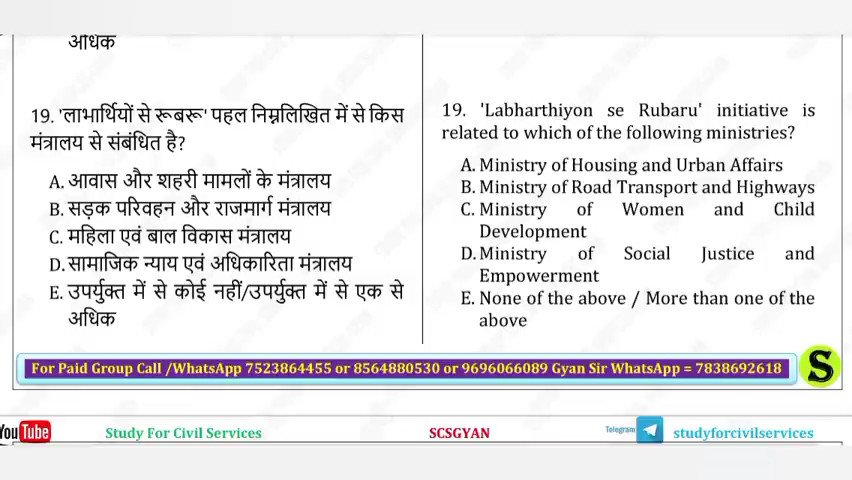 अधिक
19. 'लाभार्थियों से रूबरू' पहल निम्नलिखित में से किस
मंत्रालय से संबंधित है?
A. आवास और शहरी मामलों के मंत्रालय
B. सड़क परिवहन और राजमार्ग मंत्रालय
C. महिला एवं बाल विकास मंत्रालय
D. सामाजिक न्याय एवं अधिकारिता मंत्रालय
E. उपर्युक्त में से कोई नहीं/उपर्युक्त में से एक से
अधिक
19. 'Labharthiyon se Rubaru' initiative is
related to which of the following ministries?
A. Ministry of Housing and Urban Affairs
B. Ministry of Road Transport and Highways
C. Ministry of Women and Child
Development
D. Ministry of Social Justice and
Empowerment
E. None of the above / More than one of the
above
For Paid Group Call /WhatsApp 7523864455 or 8564880530 or 9696066089 Gyan Sir WhatsApp = 7838692618
S
YouTube
Study For Civil Services
SCSGYAN
Telegram
studyforcivilservices